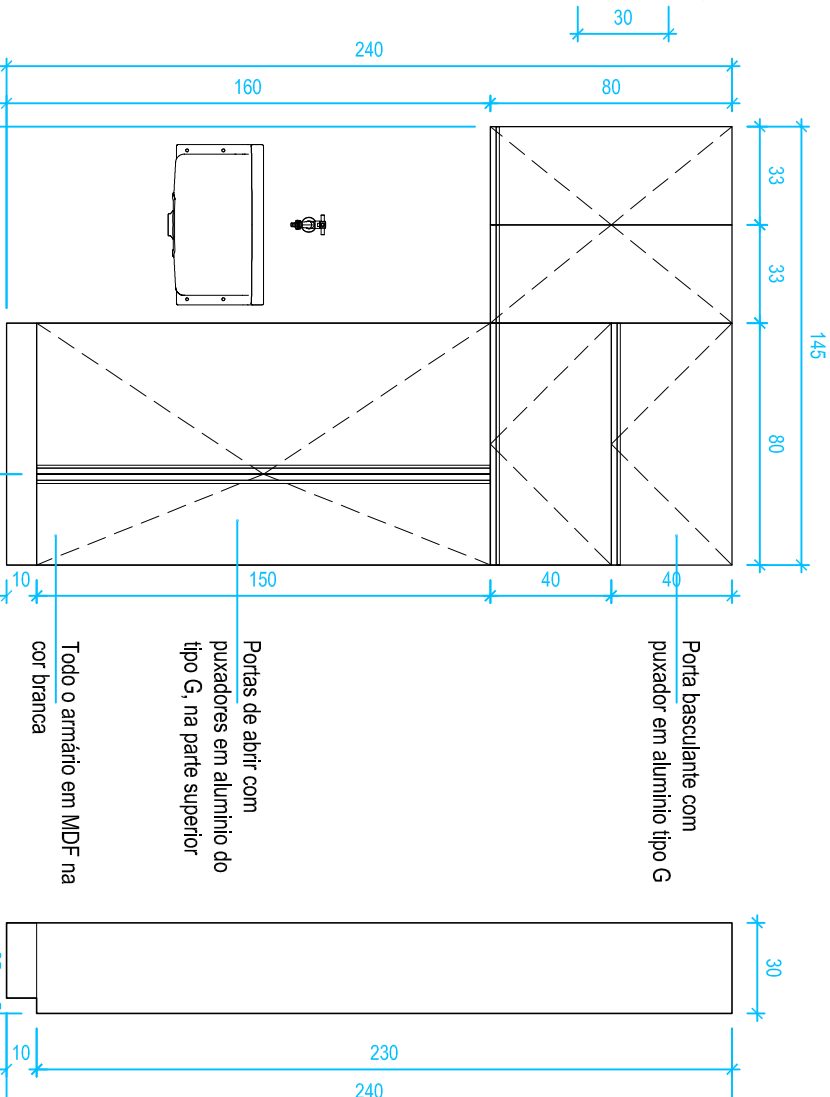 30
240
160
80
33
33
145
80
10
150
40
40
Porta basculante com
puxador em aluminio tipo G
Portas de abrir com
puxadores em aluminio do
tipo G, na parte superior
Todo o armário em MDF na
cor branca
30
10
230
240